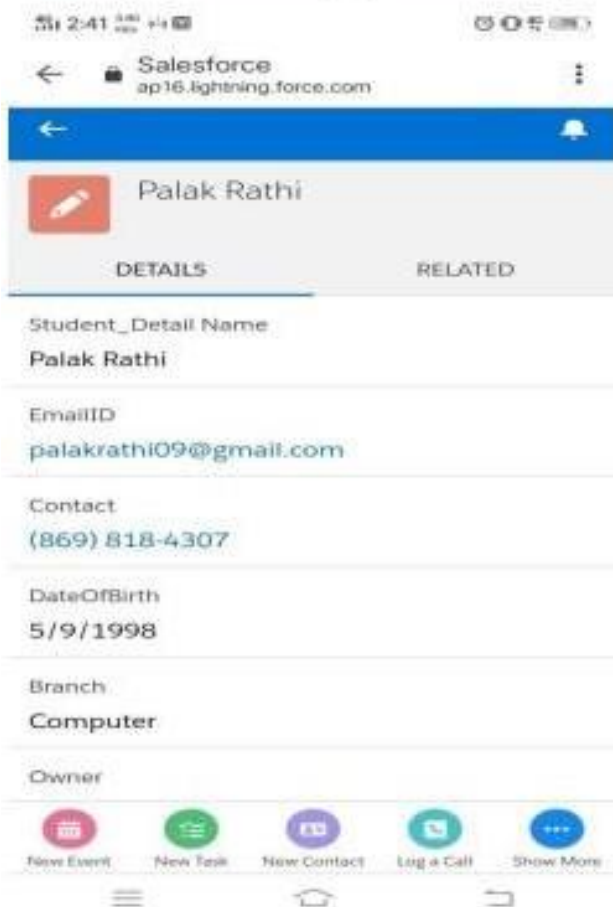 2:41
Salesforce
ap16.lightning.force.com
Palak Rathi
DETAILS RELATED
Student_Detail Name
Palak Rathi
EmailID
palakrathi09@gmail.com
Contact
(869) 818-4307
DateOfBirth
5/9/1998
Branch
Computer
Owner
New Event New Task New Contact Log a Call Show More